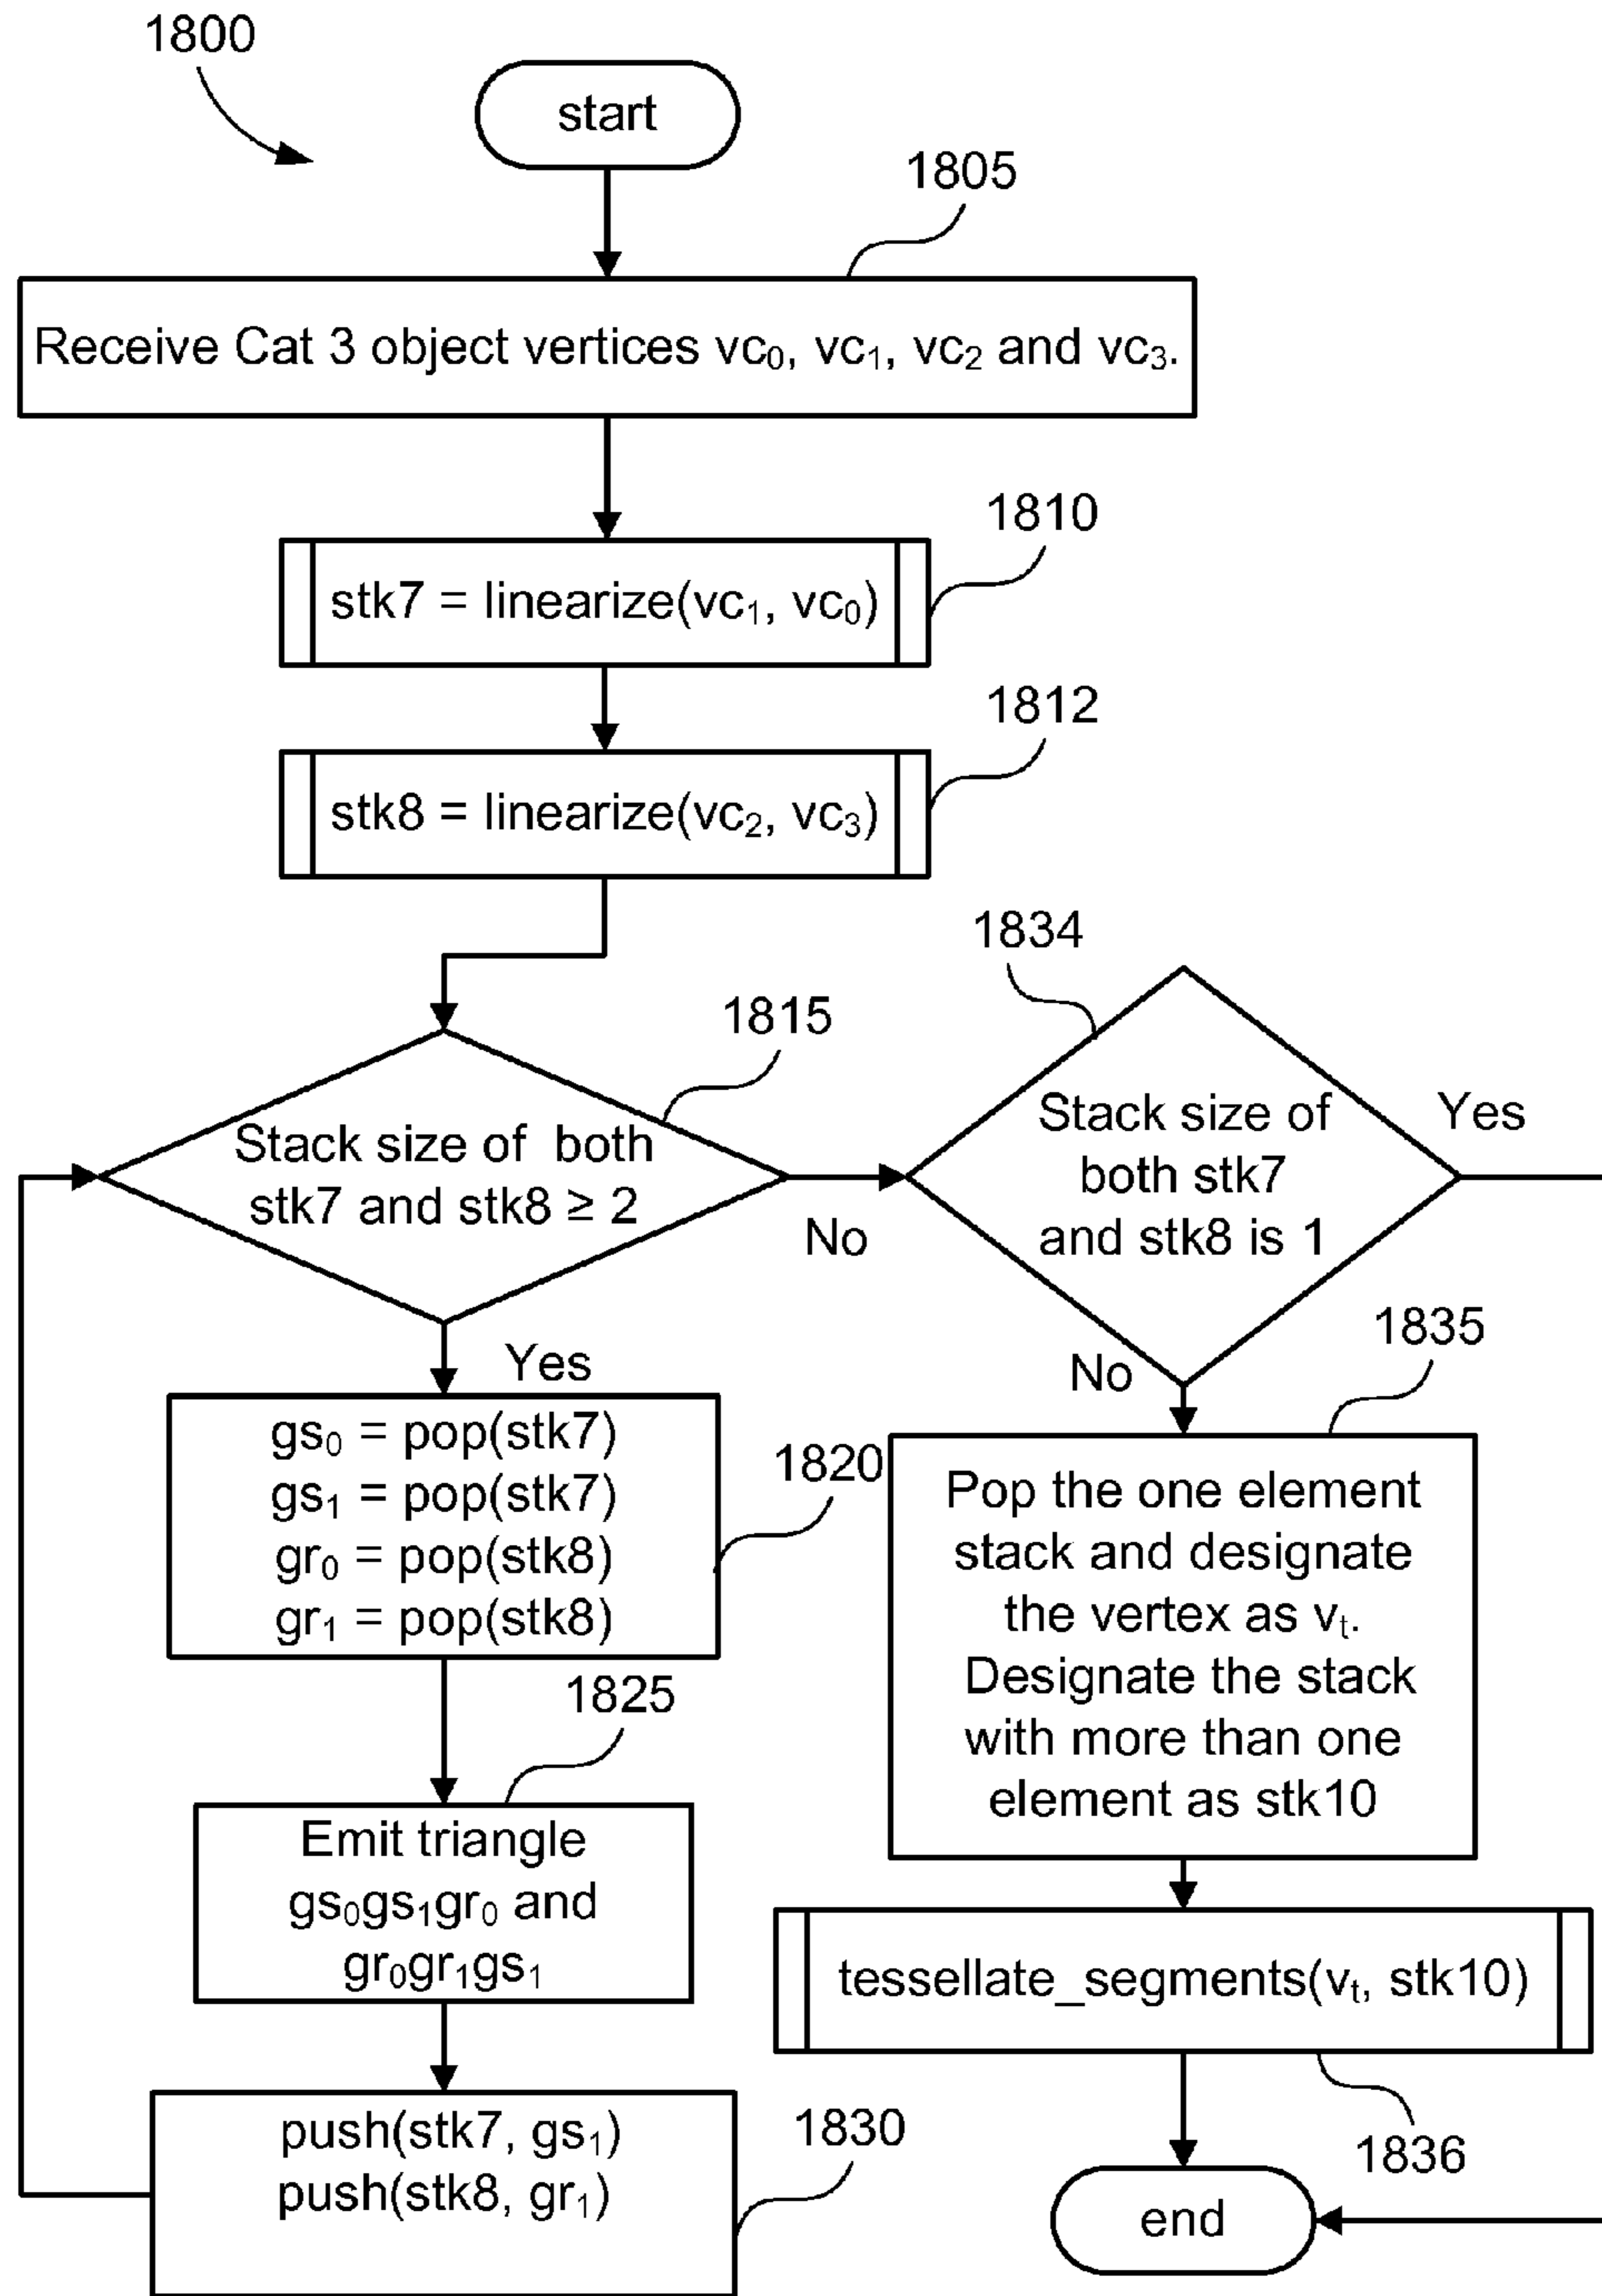 1800
start
1805
Receive Cat 3 object vertices vc₀, vc₁, vc₂ and vc₃.
1810
stk7 = linearize(vc₁, vc₀)
1812
stk8 = linearize(vc₂, vc₃)
1834
1815
Stack size of both
stk7 and stk8 ≥ 2
No
Yes
Stack size of
both stk7
and stk8 is 1
Yes
No
gs₀ = pop(stk7)
gs₁ = pop(stk7)
gr₀ = pop(stk8)
gr₁ = pop(stk8)
1820
1835
Pop the one element
stack and designate
the vertex as vₜ.
Designate the stack
with more than one
element as stk10
1825
Emit triangle
gs₀gs₁gr₀ and
gr₀gr₁gs₁
tessellate_segments(vₜ, stk10)
1836
push(stk7, gs₁)
push(stk8, gr₁)
1830
end